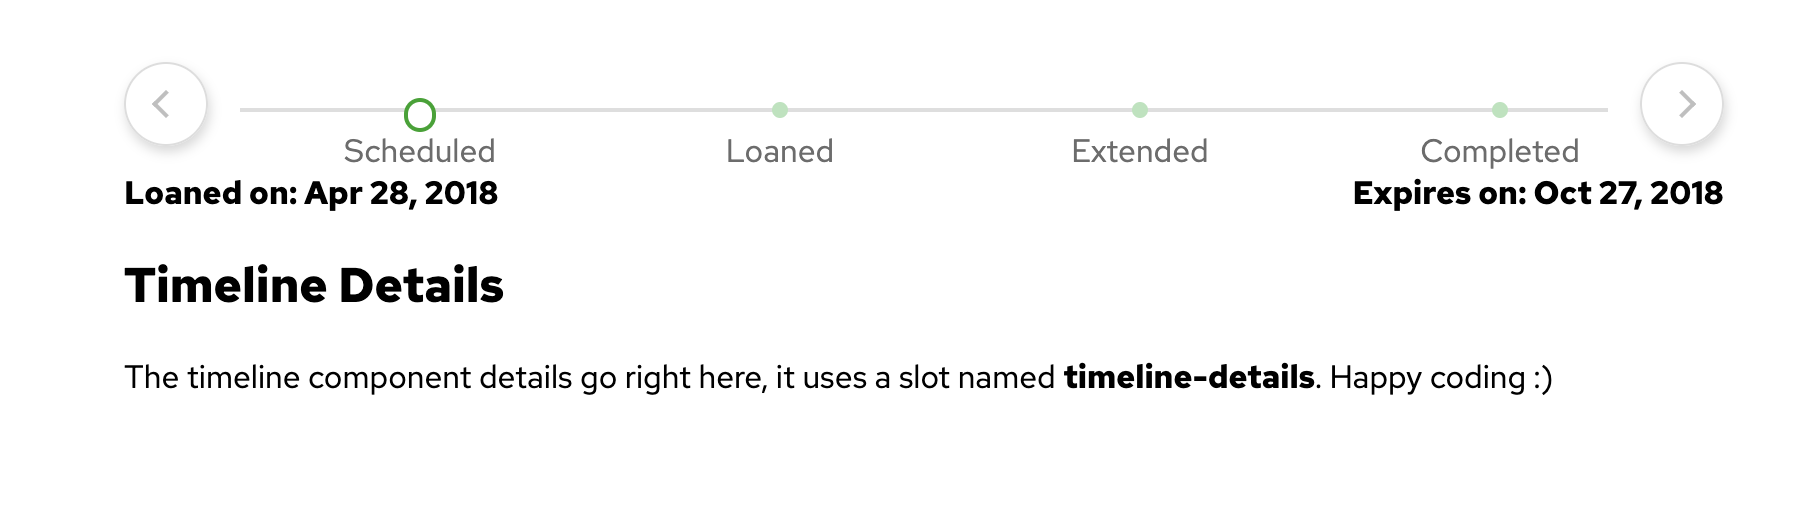 Scheduled Loaned Extended Completed
Loaned on: Apr 28, 2018 Expires on: Oct 27, 2018
Timeline Details
The timeline component details go right here, it uses a slot named timeline-details. Happy coding :)